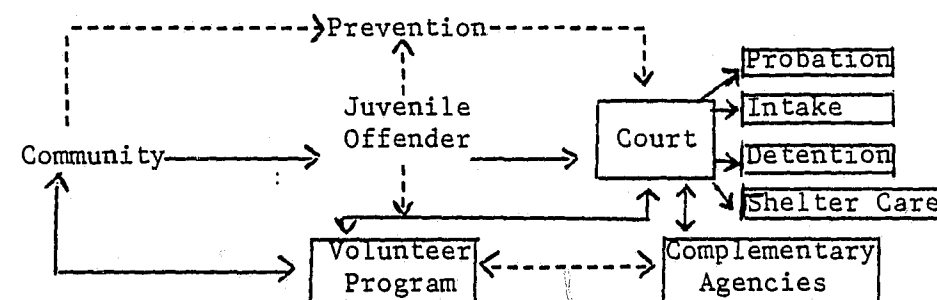 Prevention
Probation
Juvenile
Offender
Intake
Court
Community
Detention
Shelter Care
Volunteer
Program
Complementary
Agencies